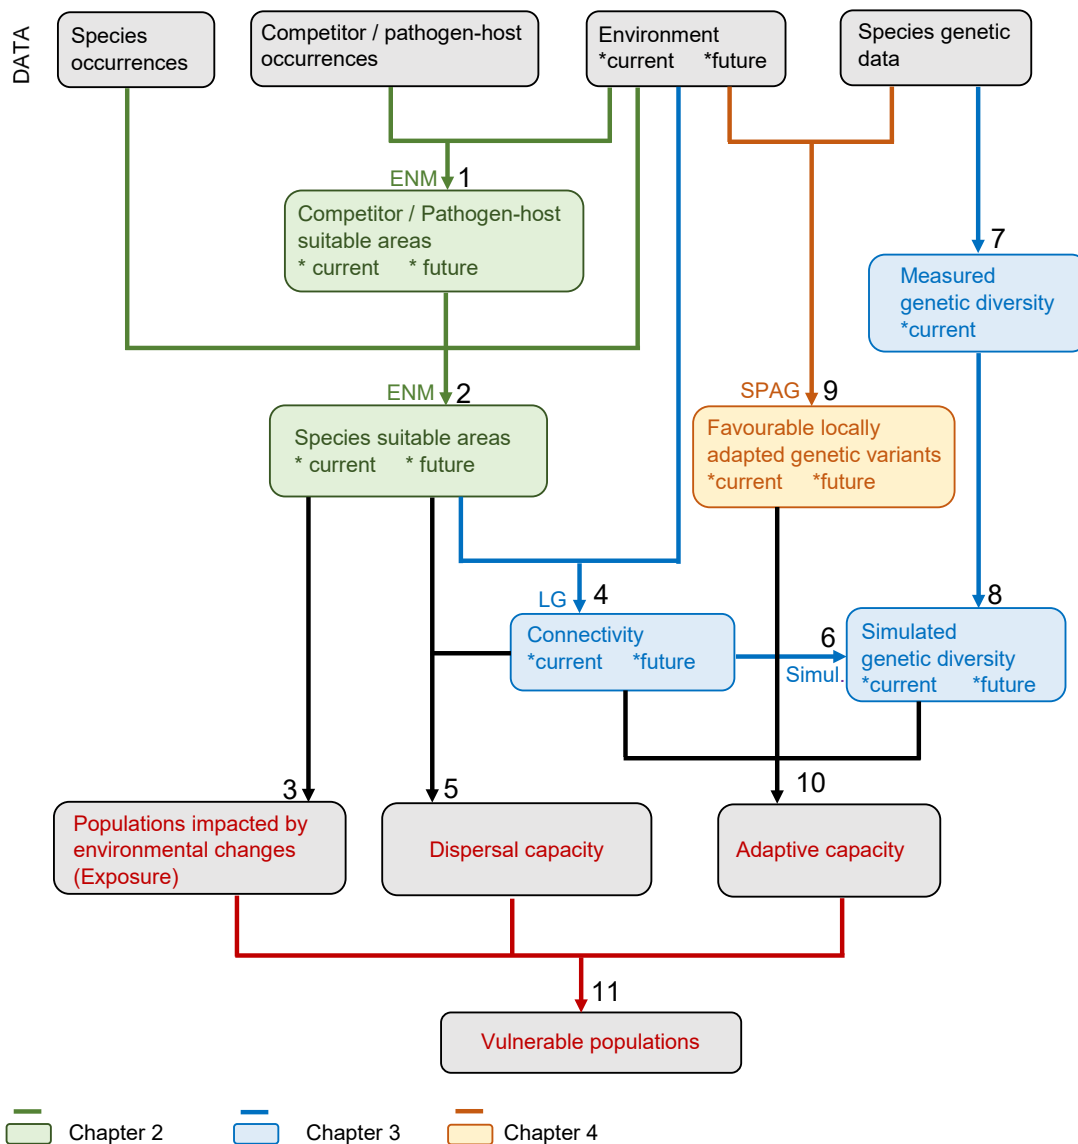 DATA
Species
occurrences
Competitor / pathogen-host
occurrences
Environment
*current *future
Species genetic
data
ENM 1
Competitor / Pathogen-host
suitable areas
* current * future
7
Measured
genetic diversity
*current
ENM 2
Species suitable areas
* current * future
SPAG 9
Favourable locally
adapted genetic variants
*current *future
LG 4
Connectivity
*current *future
6
Simul.
8
Simulated
genetic diversity
*current *future
3
Populations impacted by
environmental changes
(Exposure)
5
Dispersal capacity
10
Adaptive capacity
11
Vulnerable populations
Chapter 2
Chapter 3
Chapter 4